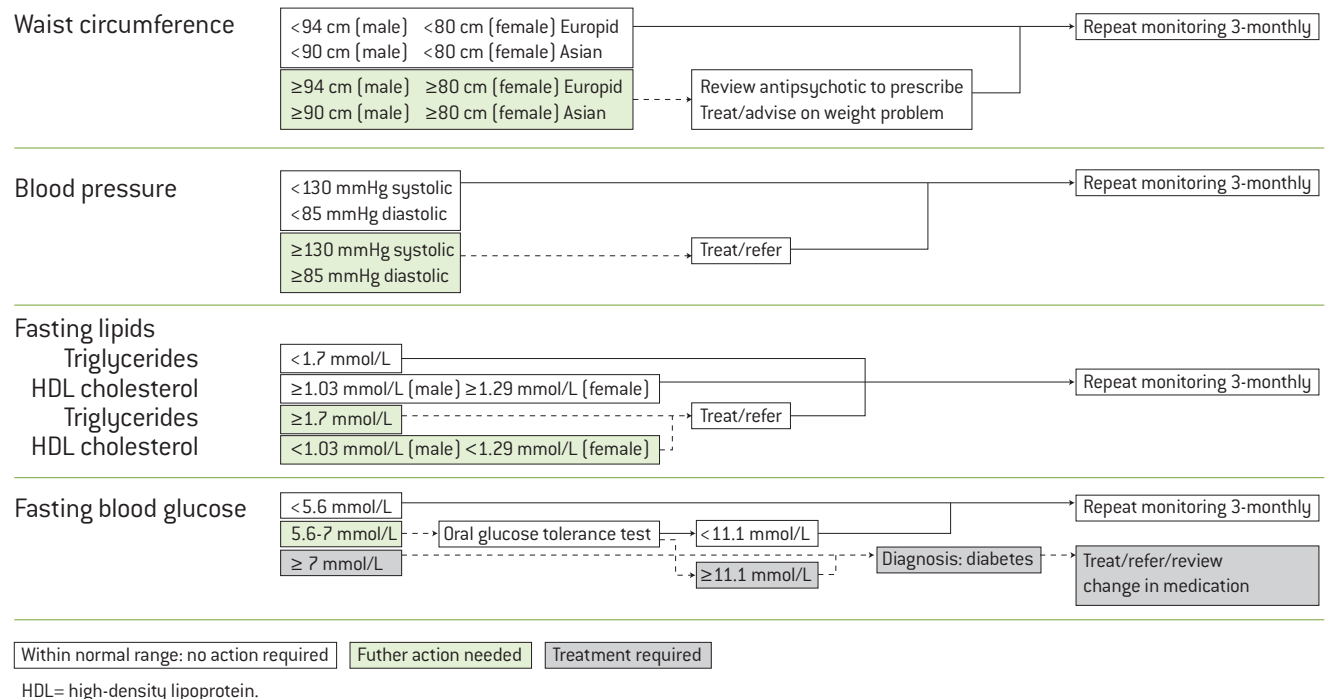 Waist circumference
<94 cm (male) <80 cm (female) Europid
<90 cm (male) <80 cm (female) Asian
Repeat monitoring 3-monthly
≥94 cm (male) ≥80 cm (female) Europid
≥90 cm (male) ≥80 cm (female) Asian
Review antipsychotic to prescribe
Treat/advise on weight problem
Blood pressure
<130 mmHg systolic
<85 mmHg diastolic
Repeat monitoring 3-monthly
≥130 mmHg systolic
≥85 mmHg diastolic
Treat/refer
Fasting lipids
Triglycerides
<1.7 mmol/L
HDL cholesterol
≥1.03 mmol/L (male) ≥1.29 mmol/L (female)
Repeat monitoring 3-monthly
Triglycerides
≥1.7 mmol/L
Treat/refer
HDL cholesterol
<1.03 mmol/L (male) <1.29 mmol/L (female)
Fasting blood glucose
<5.6 mmol/L
Repeat monitoring 3-monthly
5.6-7 mmol/L
Oral glucose tolerance test
<11.1 mmol/L
≥ 7 mmol/L
≥11.1 mmol/L
Diagnosis: diabetes
Treat/refer/review
change in medication
Within normal range: no action required
Futher action needed
Treatment required
HDL= high-density lipoprotein.